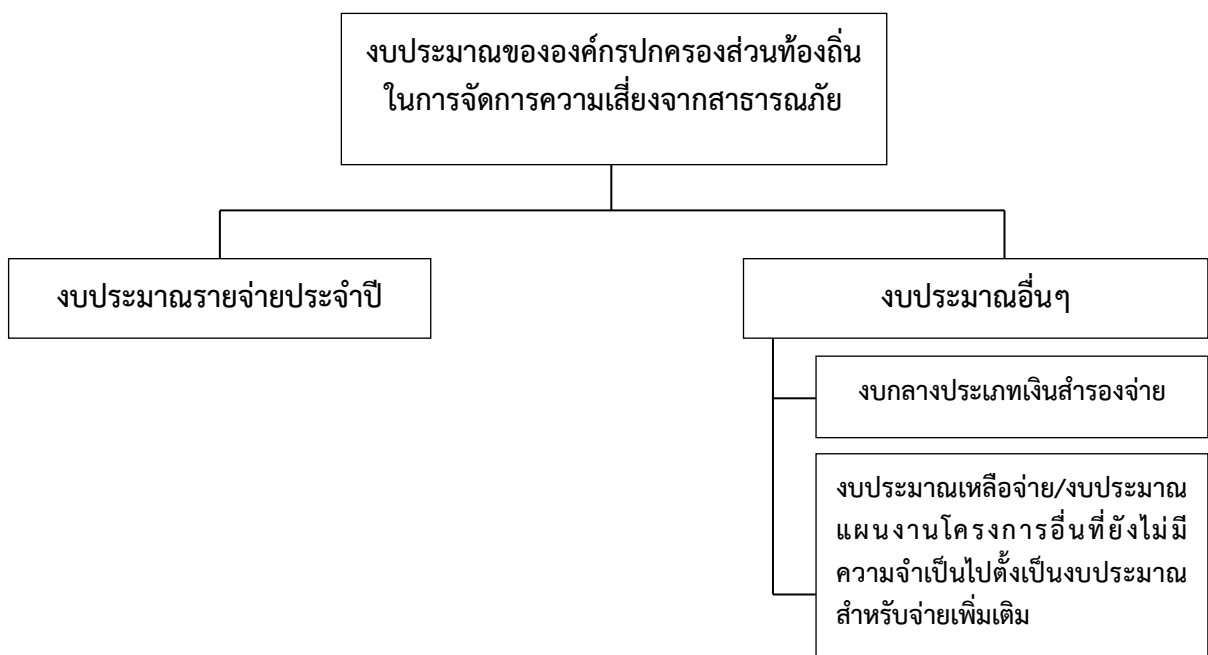 งบประมาณขององค์กรปกครองส่วนท้องถิ่น
ในการจัดการความเสี่ยงจากสาธารณภัย
งบประมาณรายจ่ายประจำปี
งบประมาณอื่นๆ
งบกลางประเภทเงินสำรองจ่าย
งบประมาณเหลือจ่าย/งบประมาณ
แผนงานโครงการอื่นที่ยังไม่มี
ความจำเป็นไปตั้งเป็นงบประมาณ
สำหรับจ่ายเพิ่มเติม